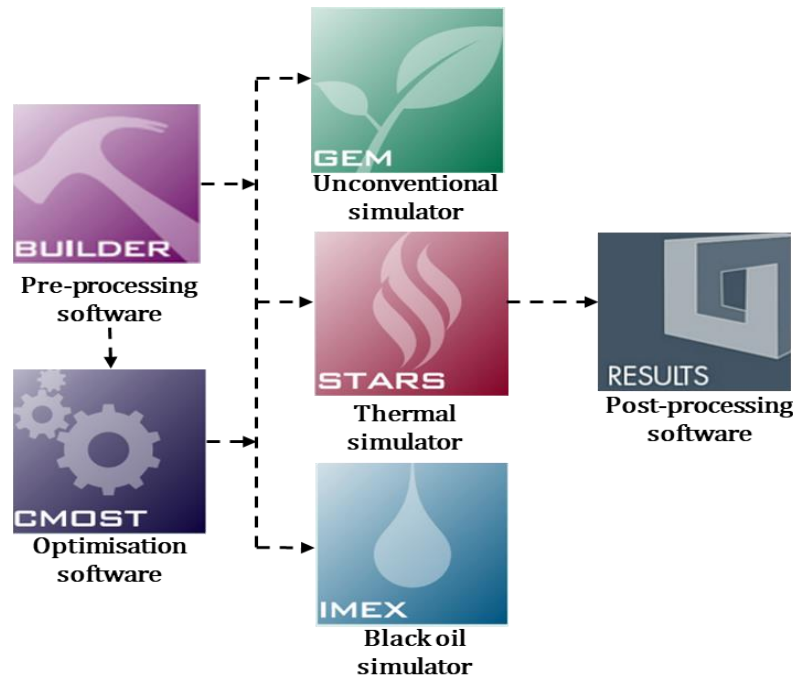 BUILDER
Pre-processing
software
CMOST
Optimisation
software
GEM
Unconventional
simulator
STARS
Thermal
simulator
IMEX
Black oil
simulator
RESULTS
Post-processing
software